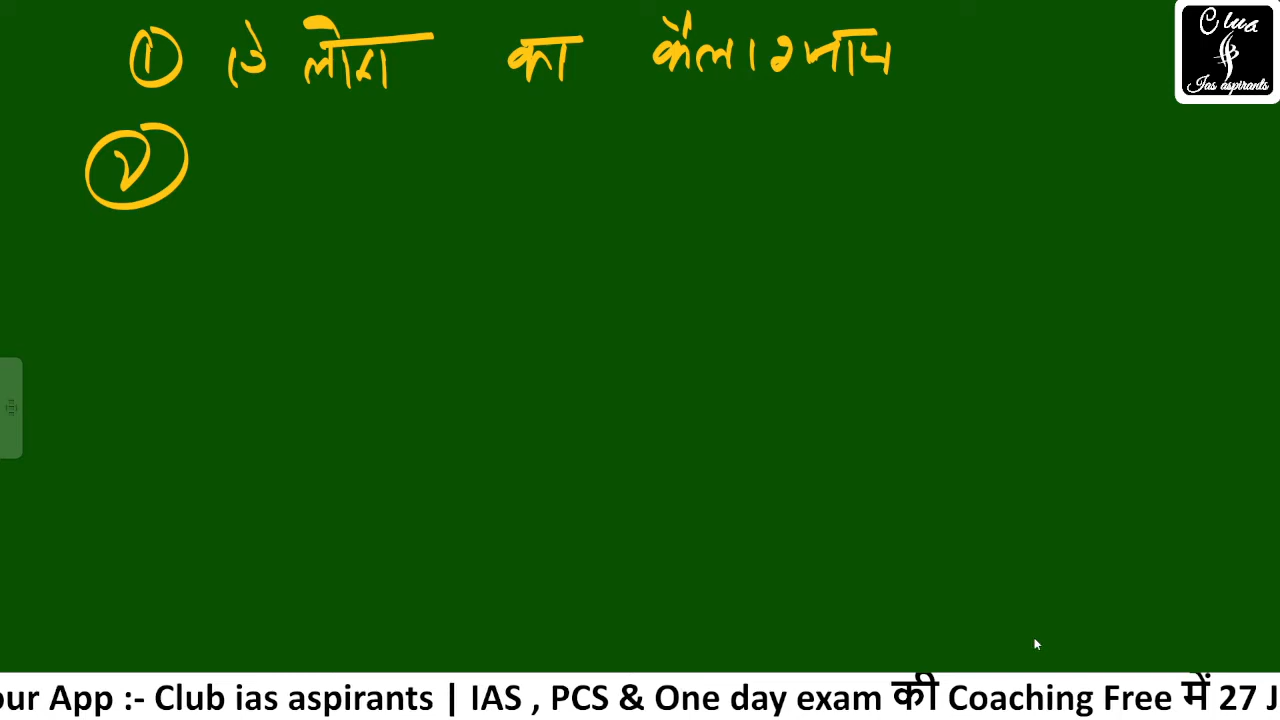 ① ऐलोरा का कैलाशनाथ
②
Club
Ias aspirants
our App :- Club ias aspirants | IAS , PCS & One day exam की Coaching Free में 27 J